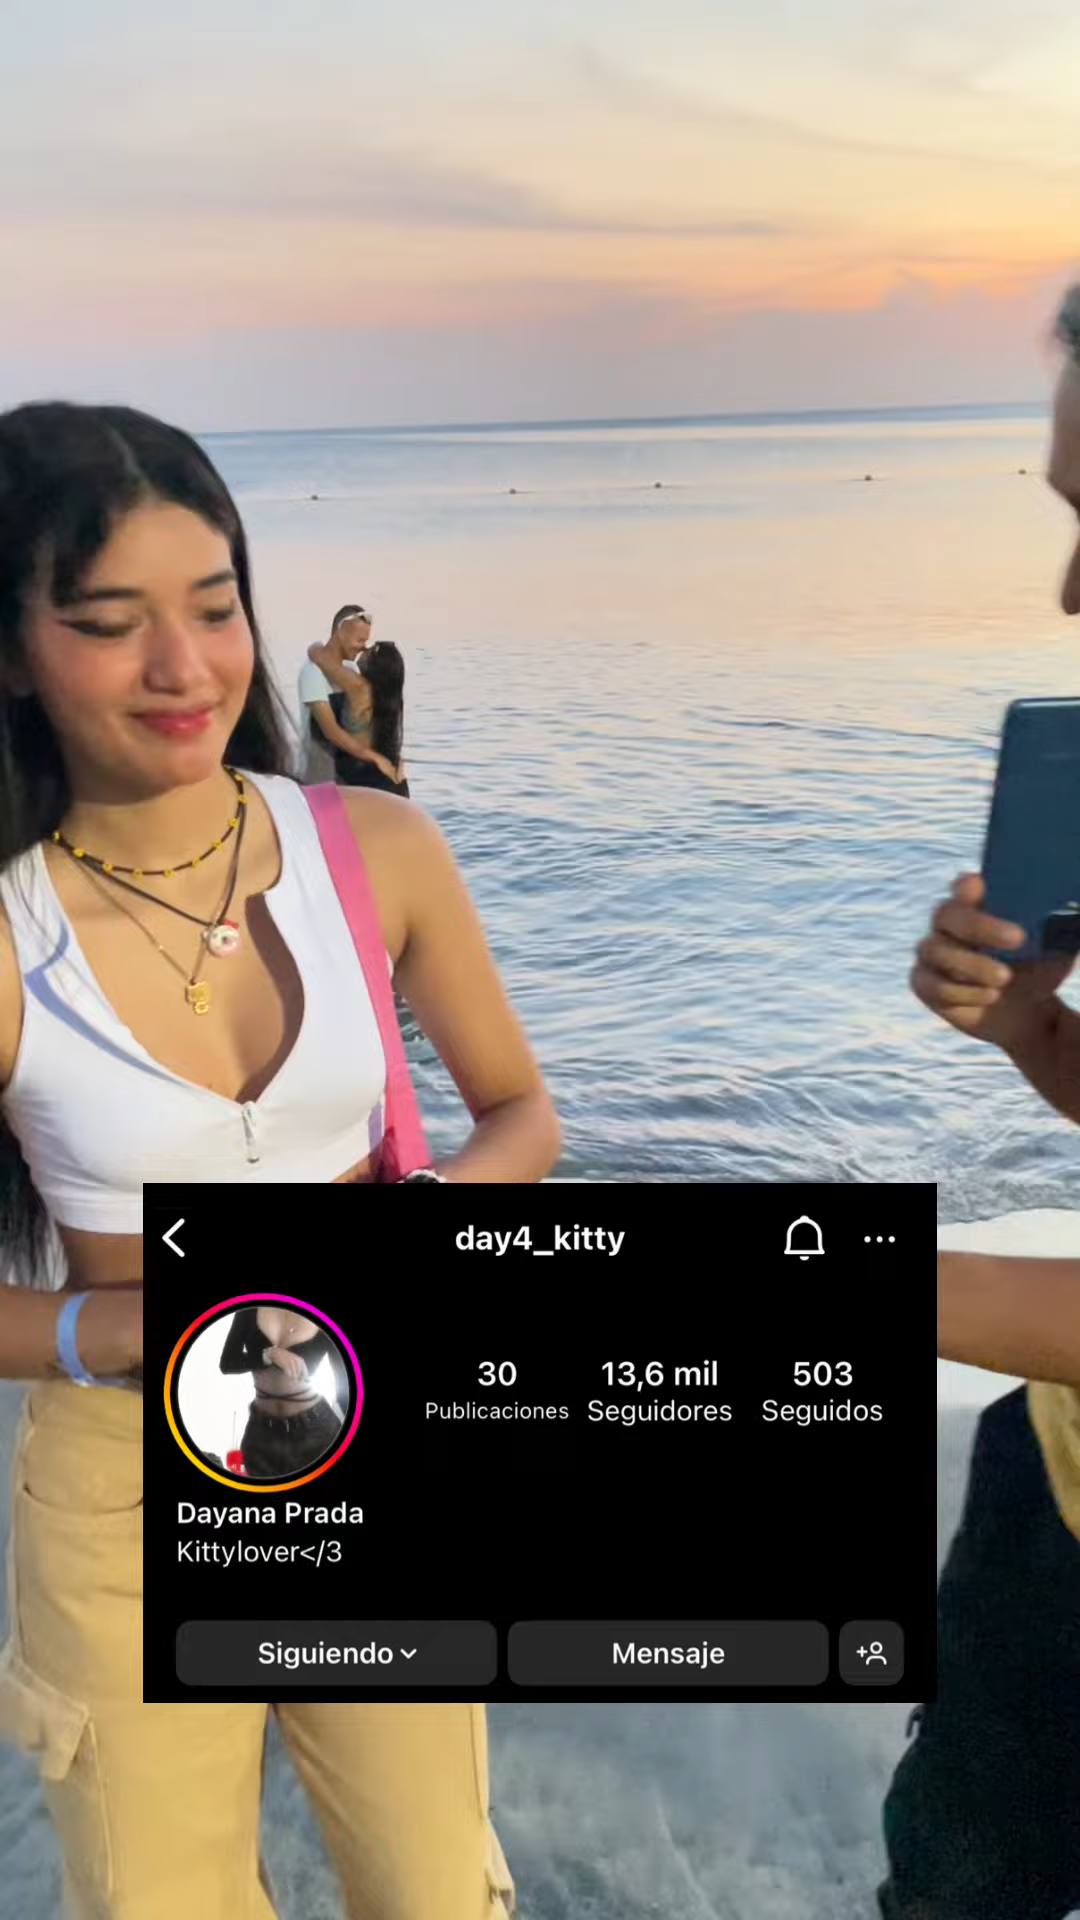 day4_kitty
30 13,6 mil 503
Publicaciones Seguidores Seguidos
Dayana Prada
Kittylover</3
Siguiendo Mensaje